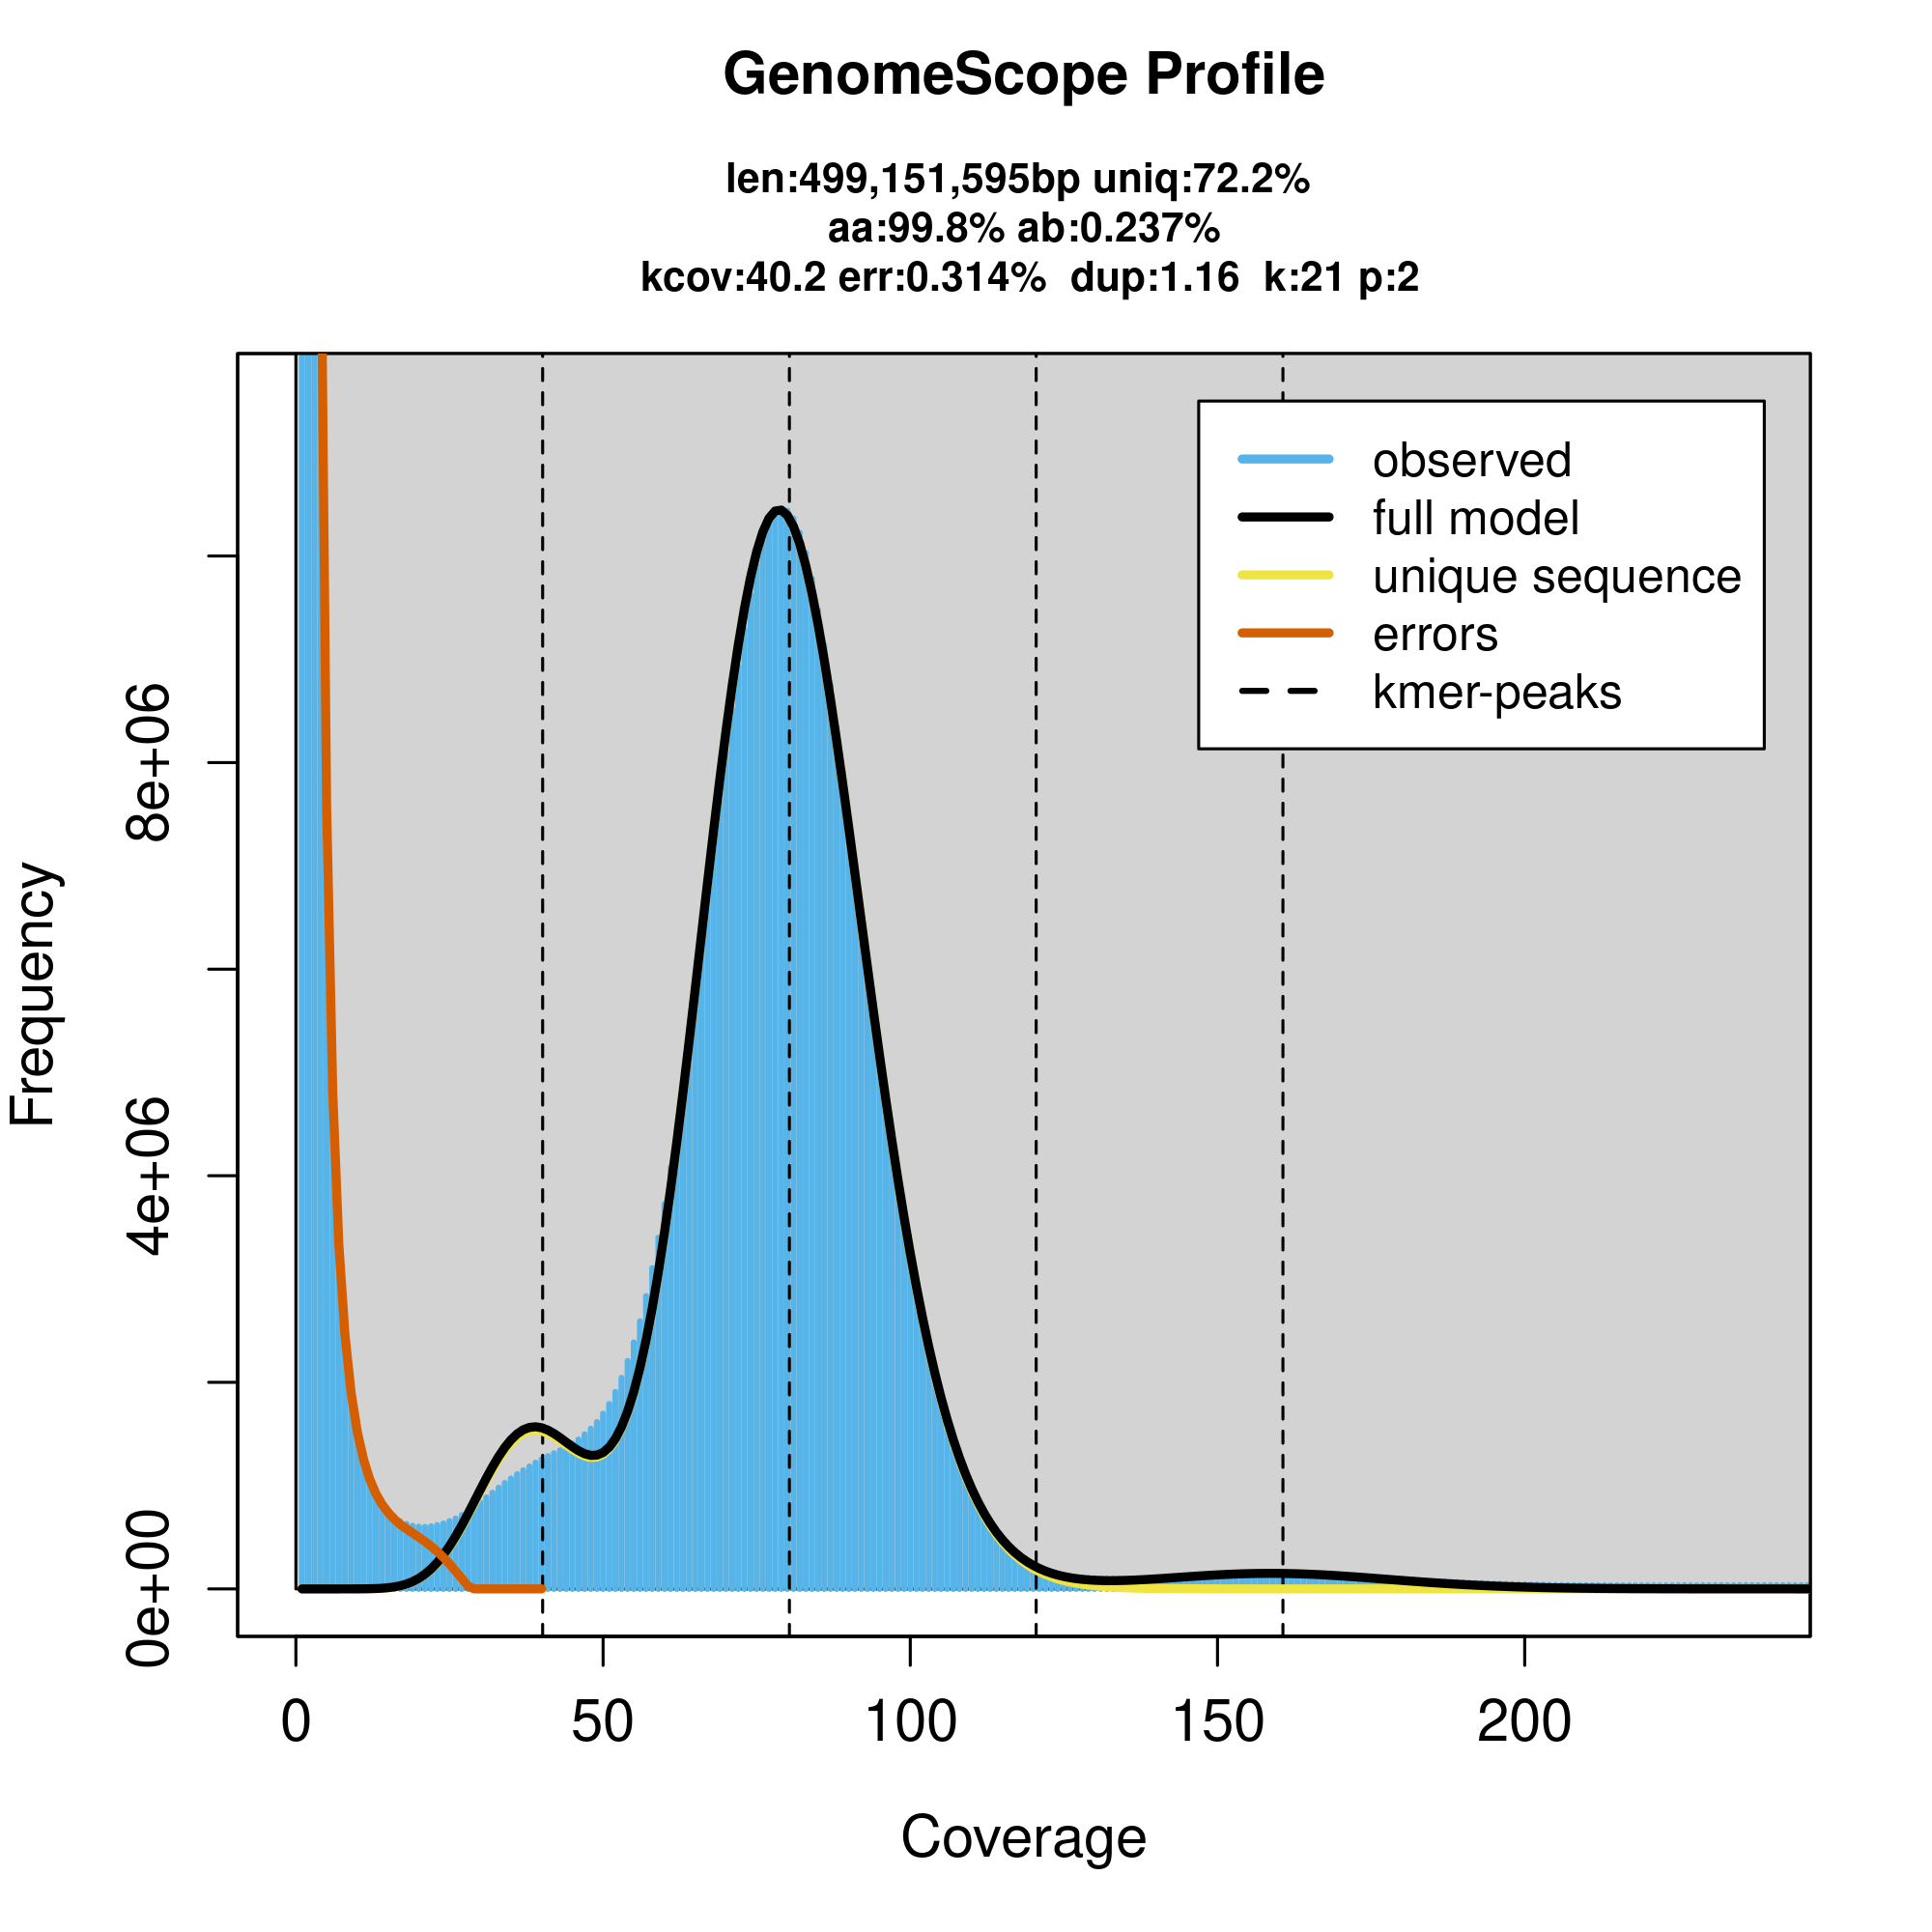 GenomeScope Profile
len:499,151,595bp uniq:72.2%
aa:99.8% ab:0.237%
kcov:40.2 err:0.314%  dup:1.16  k:21 p:2
observed
full model
unique sequence
errors
kmer-peaks
Frequency
8e+06
4e+06
0e+00
0 50 100 150 200
Coverage